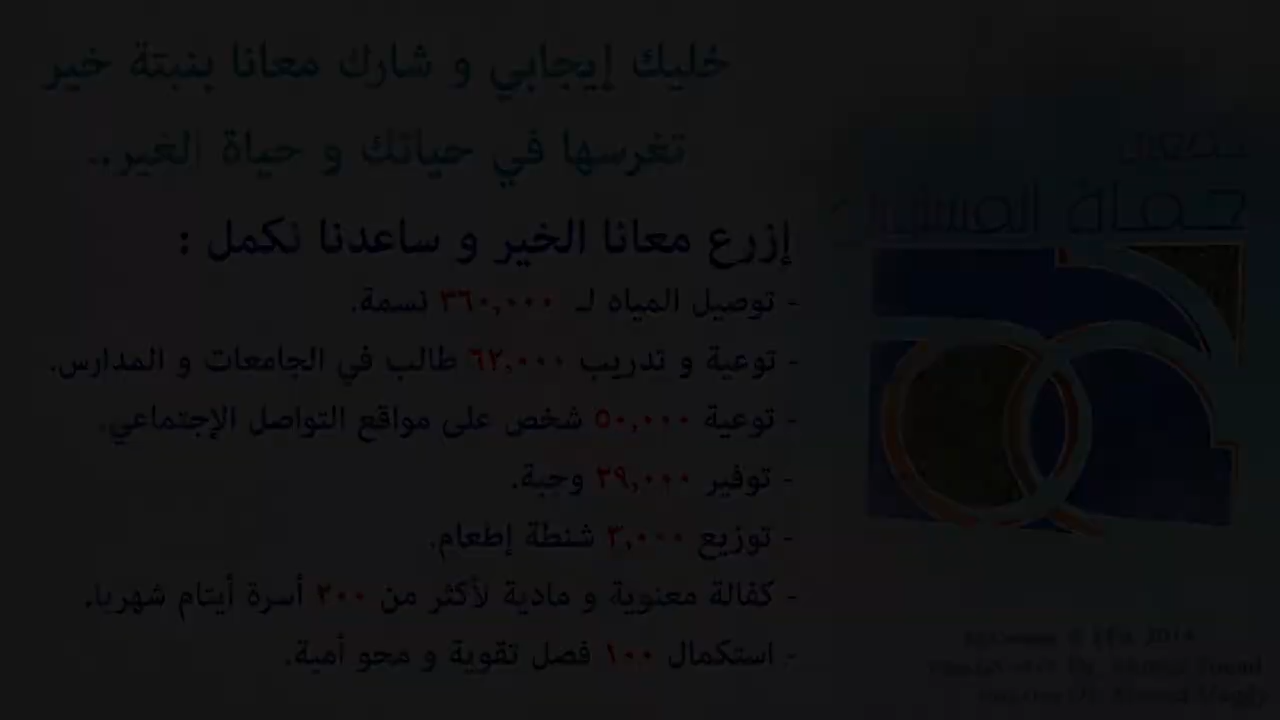 خليك إيجابي و شارك معانا بنبتة خير
تغرسها في حياتك و حياة الغير..
إزرع معانا الخير و ساعدنا نكمل :
- توصيل المياه لـ ٣٦٠,٠٠٠ نسمة.
- توعية و تدريب ٦٢,٠٠٠ طالب في الجامعات و المدارس.
- توعية ٥٠,٠٠٠ شخص على مواقع التواصل الإجتماعي.
- توفير ٢٩,٠٠٠ وجبة.
- توزيع ٣,٠٠٠ شنطة إطعام.
- كفالة معنوية و مادية لأكثر من ٢٠٠ أسرة أيتام شهريا.
- استكمال ١٠٠ فصل تقوية و محو أمية.
حملة
2014